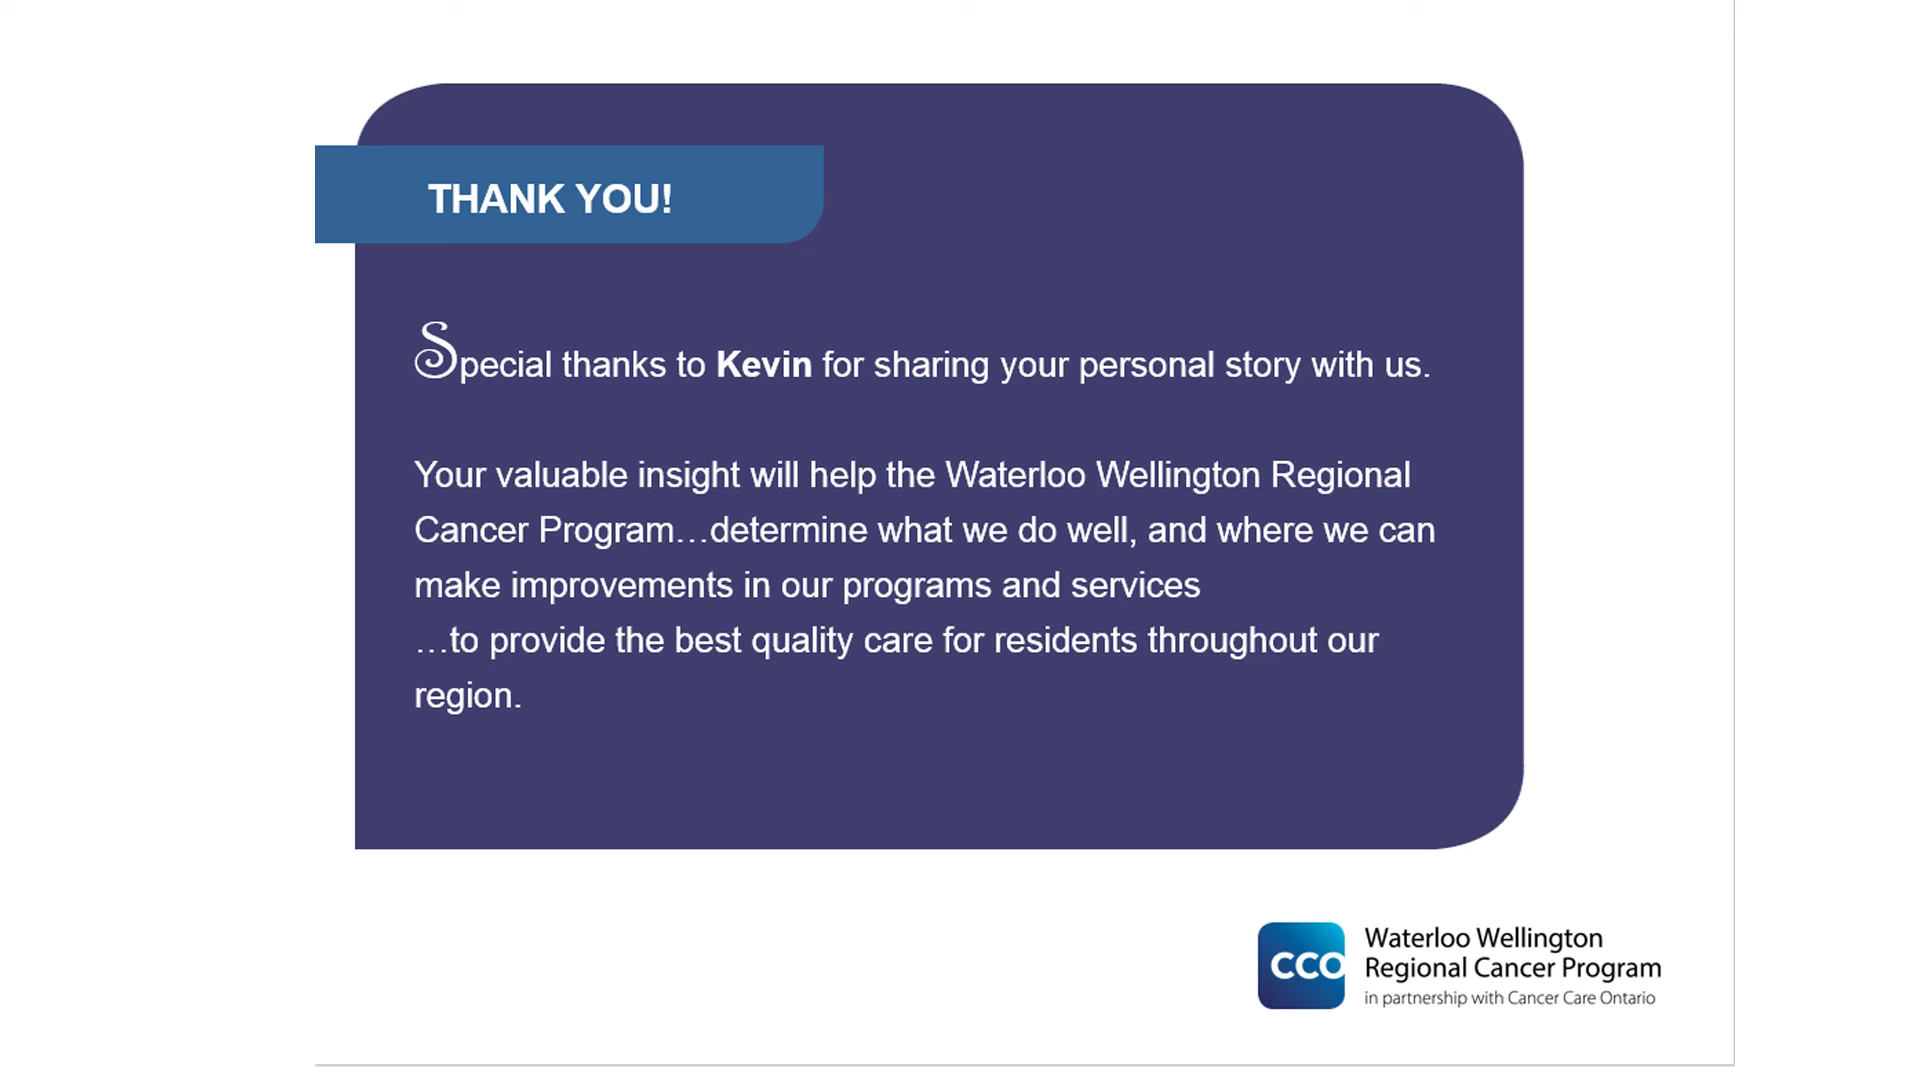 THANK YOU!
Special thanks to Kevin for sharing your personal story with us.
Your valuable insight will help the Waterloo Wellington Regional
Cancer Program…determine what we do well, and where we can
make improvements in our programs and services
…to provide the best quality care for residents throughout our
region.
CCO
Waterloo Wellington
Regional Cancer Program
in partnership with Cancer Care Ontario